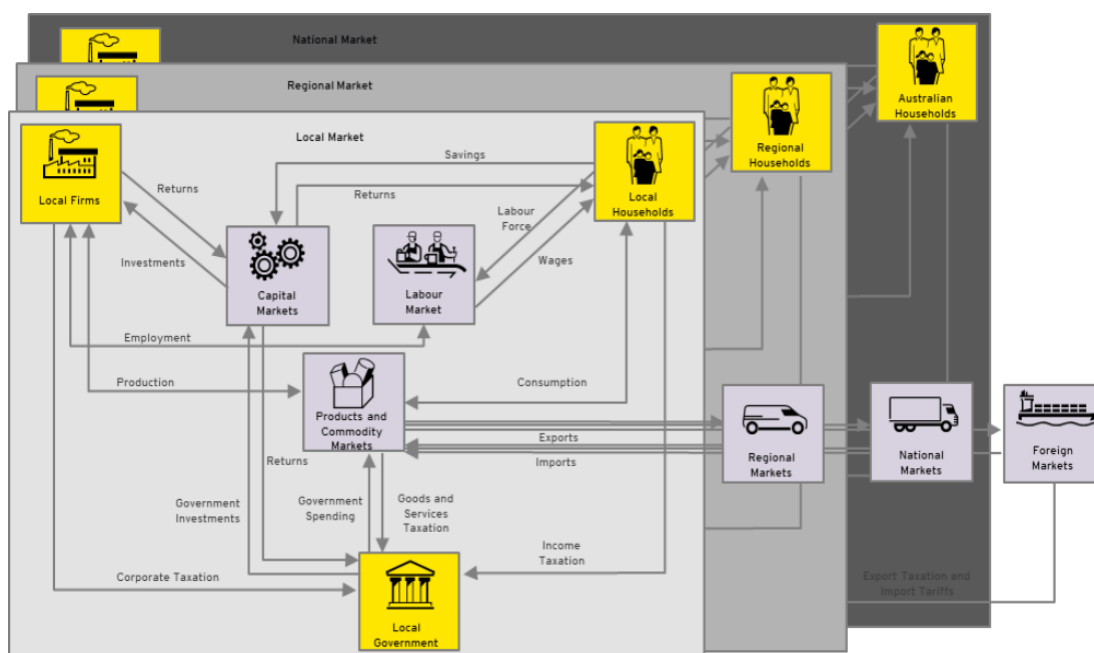 National Market
Regional Market
Local Market
Australian
Households
Regional
Households
Local Firms
Local
Households
Savings
Returns
Returns
Labour
Force
Investments
Wages
Capital
Markets
Labour
Market
Employment
Production
Consumption
Products and
Commodity
Markets
Exports
Imports
Regional
Markets
National
Markets
Foreign
Markets
Returns
Government
Investments
Government
Spending
Goods and
Services
Taxation
Income
Taxation
Corporate Taxation
Export Taxation and
Import Tariffs
Local
Government